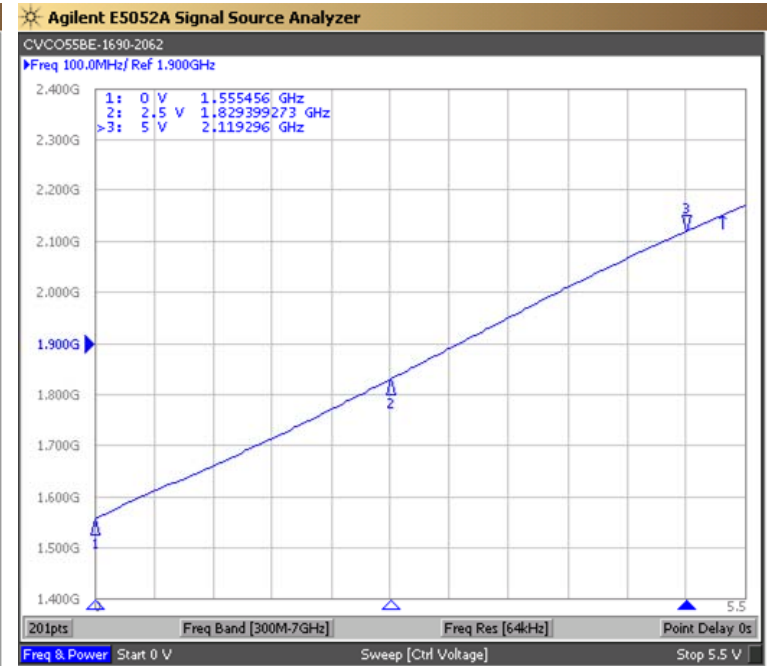 Agilent E5052A Signal Source Analyzer
CVCO55BE-1690-2062
Freq 100.0MHz/ Ref 1.900GHz
2.400G
1: 0 V 1.555456 GHz
2: 2.5 V 1.829399273 GHz
>3: 5 V 2.119296 GHz
2.300G
2.200G
3
2.100G
2.000G
1.900G
1.800G
2
1.700G
1.600G
1
1.500G
1.400G
5.5
201pts Freq Band [300M-7GHz] Freq Res [64kHz] Point Delay 0s
Freq & Power Start 0 V Sweep [Ctrl Voltage] Stop 5.5 V